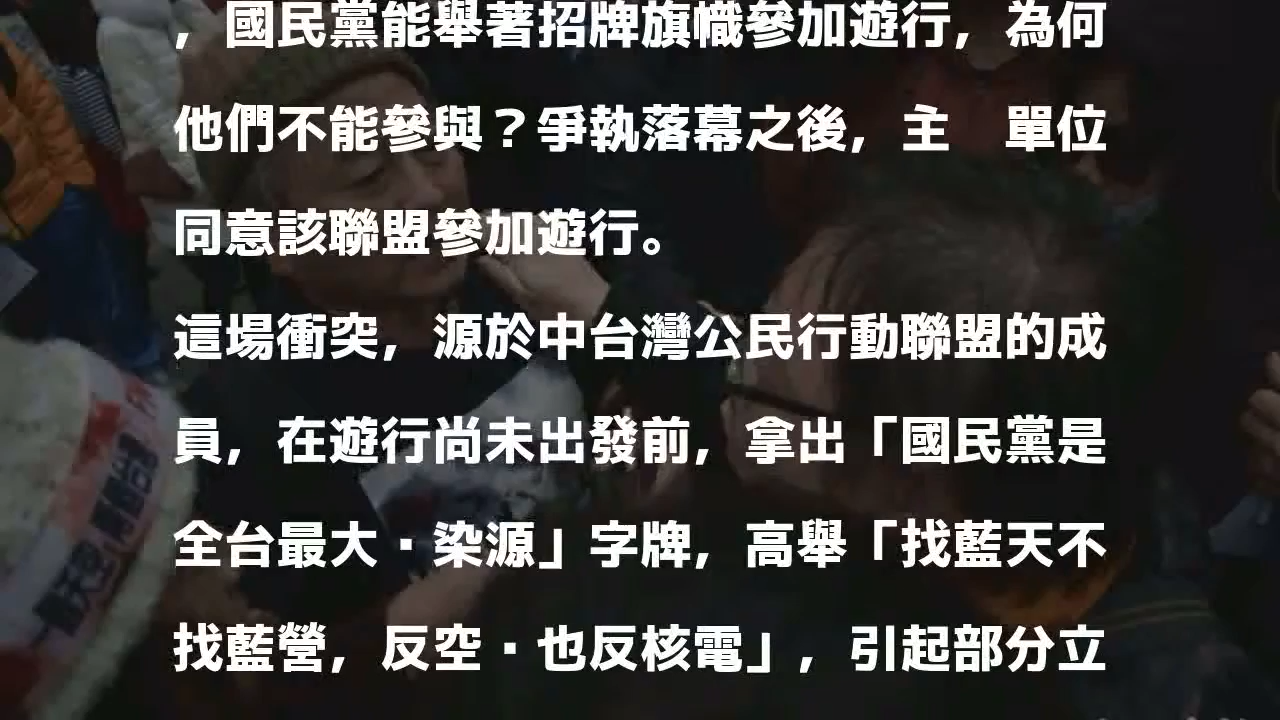 ，國民黨能舉著招牌旗幟參加遊行，為何
他們不能參與？爭執落幕之後，主　單位
同意該聯盟參加遊行。
這場衝突，源於中台灣公民行動聯盟的成
員，在遊行尚未出發前，拿出「國民黨是
全台最大▪染源」字牌，高舉「找藍天不
找藍營，反空▪也反核電」，引起部分立